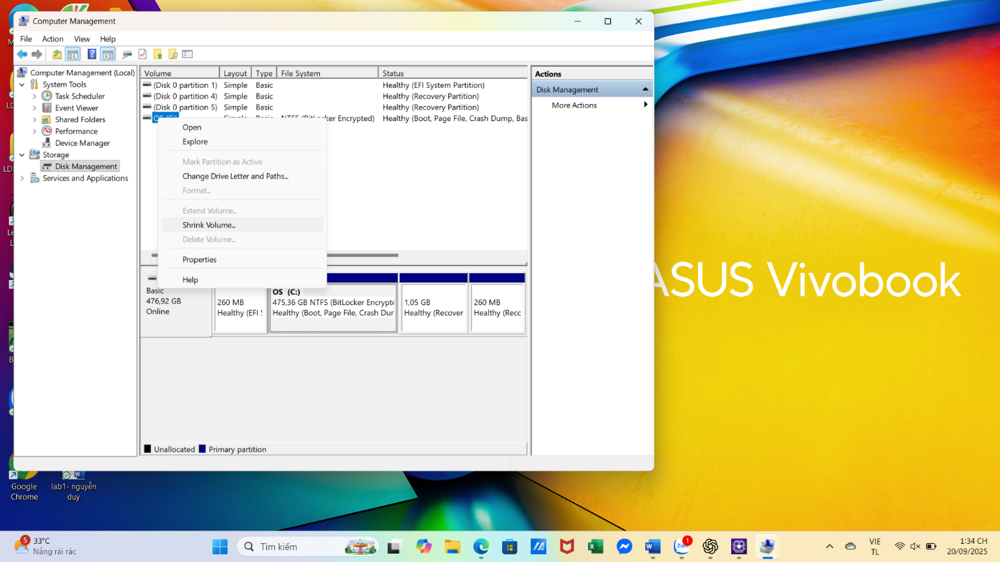 Computer Management
File Action View Help
Computer Management (Local)
System Tools
Task Scheduler
Event Viewer
Shared Folders
Performance
Device Manager
Storage
Disk Management
Services and Applications
Volume Layout Type File System Status
(Disk 0 partition 1) Simple Basic Healthy (EFI System Partition)
(Disk 0 partition 4) Simple Basic Healthy (Recovery Partition)
(Disk 0 partition 5) Simple Basic Healthy (Recovery Partition)
NTFS (BitLocker Encrypted) Healthy (Boot, Page File, Crash Dump, Bas
Open
Explore
Mark Partition as Active
Change Drive Letter and Paths...
Format...
Extend Volume...
Shrink Volume...
Delete Volume...
Properties
Help
Basic
476,92 GB
Online
260 MB
Healthy (EFI S
OS (C:)
475,36 GB NTFS (BitLocker Encrypte
Healthy (Boot, Page File, Crash Dur
1,05 GB
Healthy (Recover
260 MB
Healthy (Recc
Unallocated Primary partition
Actions
Disk Management
More Actions
ASUS Vivobook
Google
Chrome
lab1- nguyễn
duy
5
33°C
Nắng rải rác
Tìm kiếm
Zalo
1
VIE
TL
1:34 CH
20/09/2025